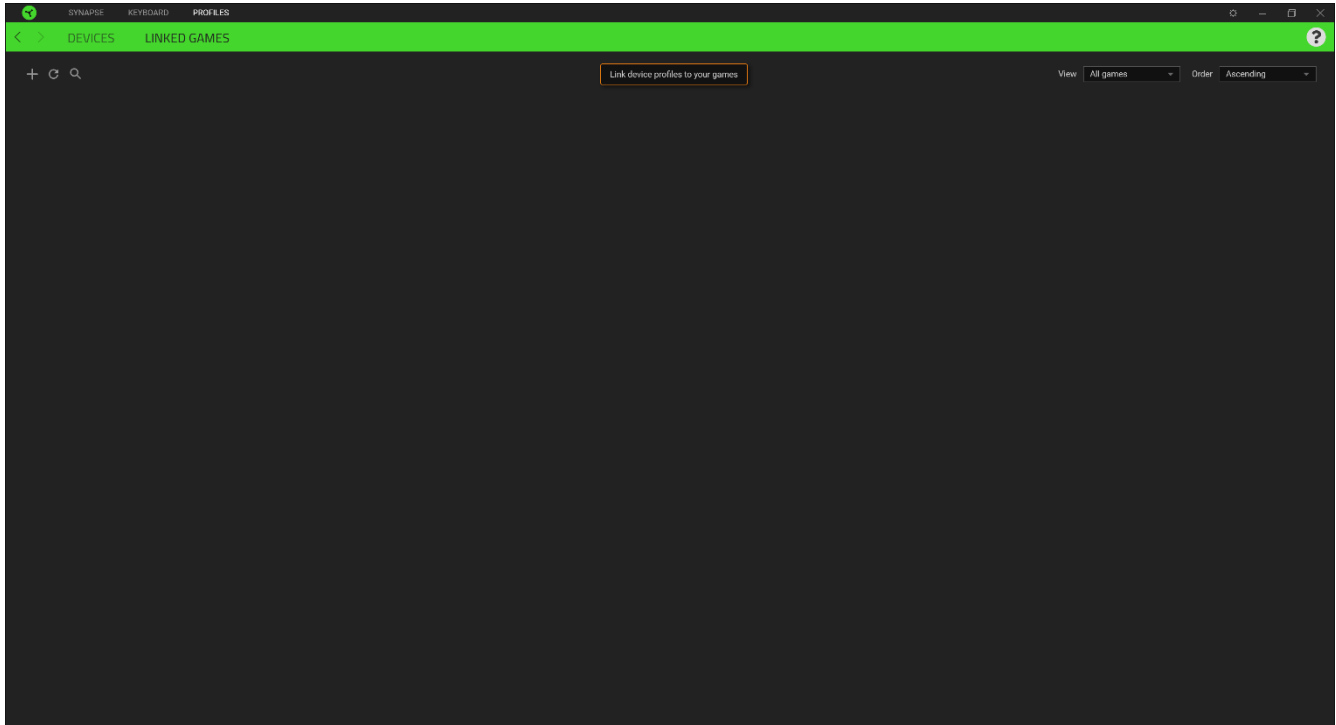 SYNAPSE KEYBOARD PROFILES
DEVICES LINKED GAMES ?
Link device profiles to your games View All games Order Ascending